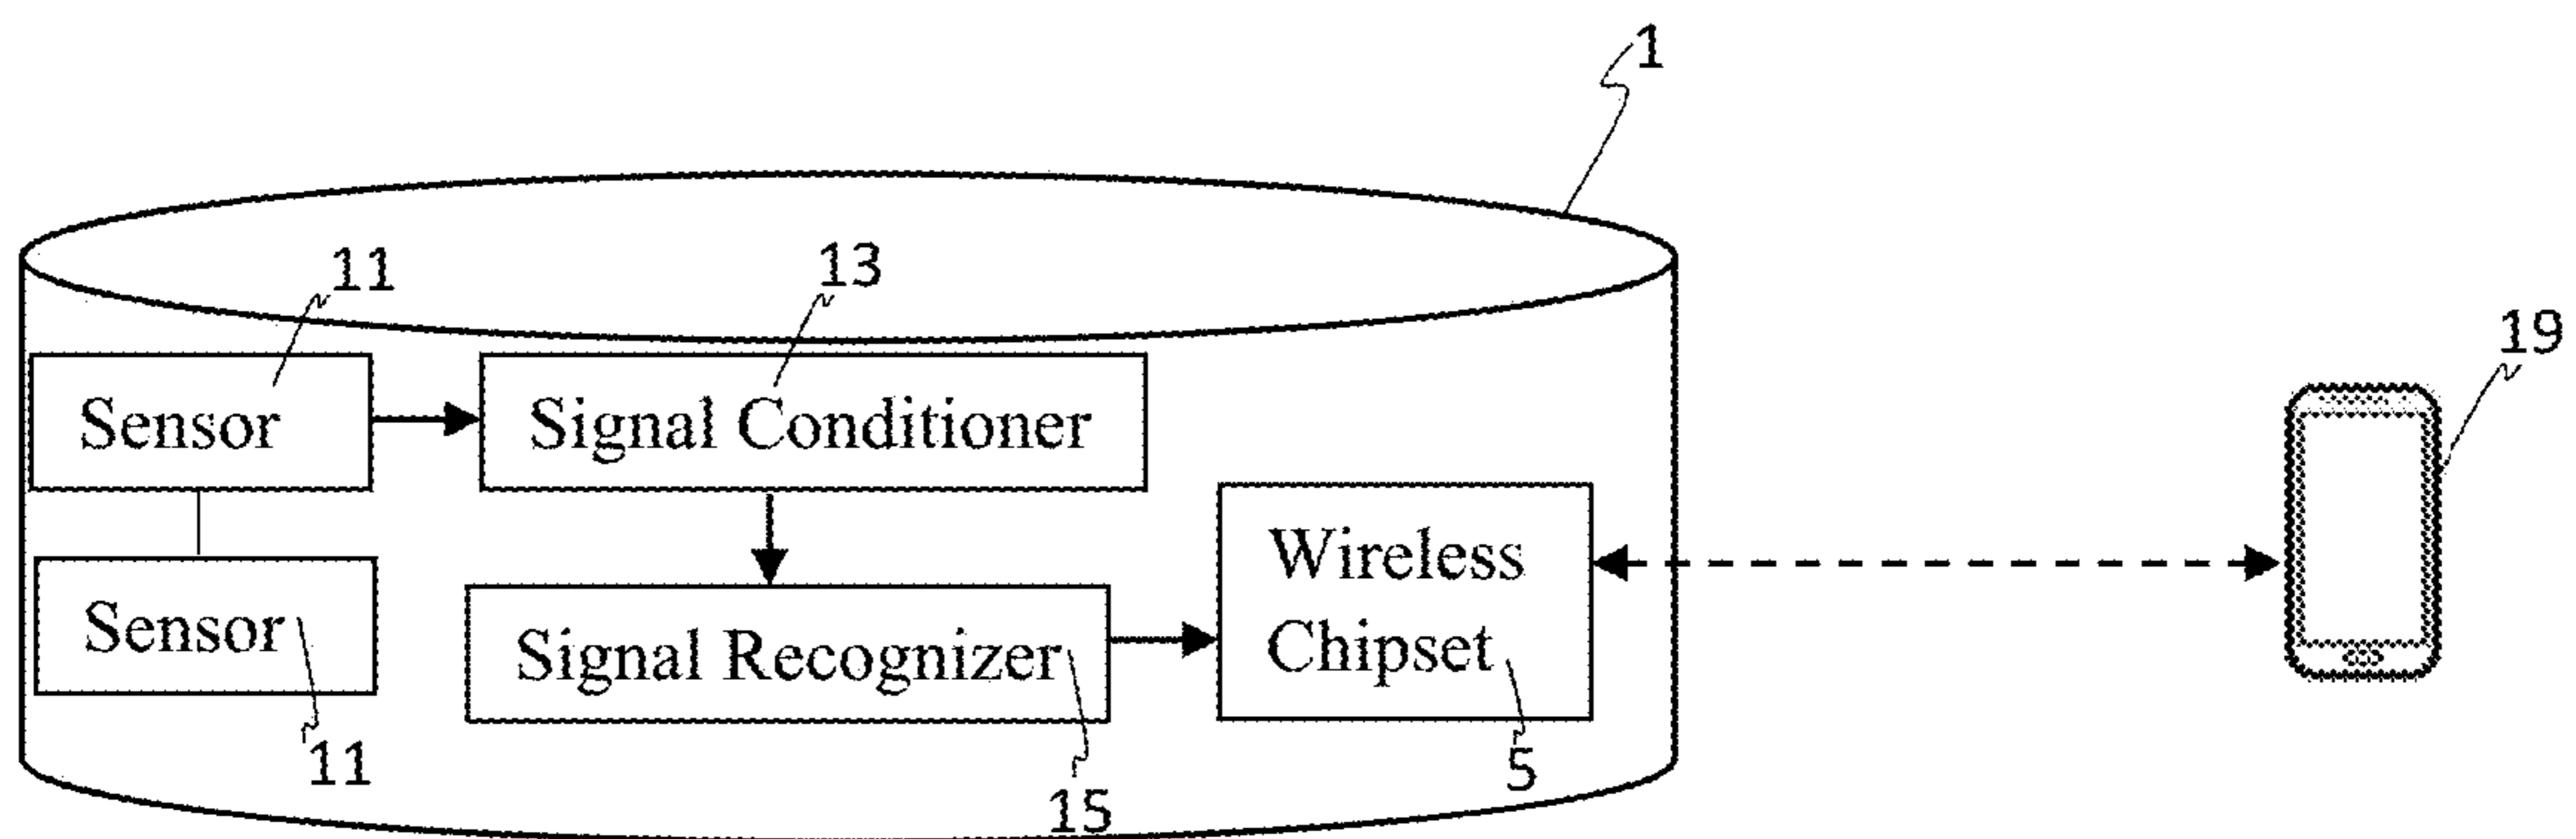 1
11
13
19
Sensor
Signal Conditioner
Wireless
Chipset
Sensor
Signal Recognizer
11
15
5